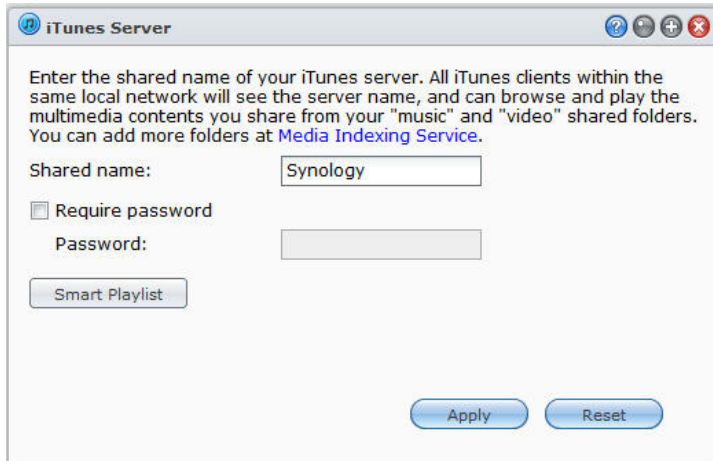 iTunes Server
Enter the shared name of your iTunes server. All iTunes clients within the
same local network will see the server name, and can browse and play the
multimedia contents you share from your "music" and "video" shared folders.
You can add more folders at Media Indexing Service.
Shared name: Synology
Require password
Password:
Smart Playlist
Apply Reset